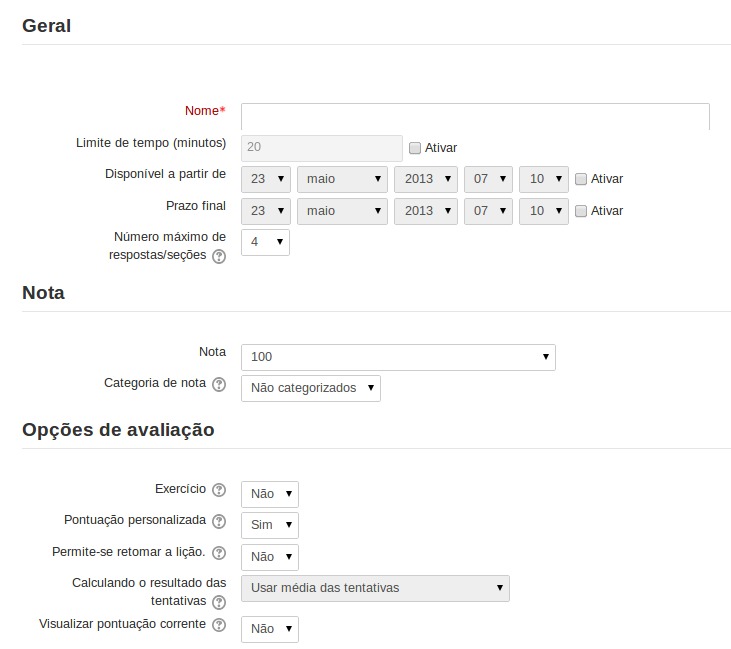 Geral
Nome*
Limite de tempo (minutos) 20 Ativar
Disponível a partir de 23 maio 2013 07 10 Ativar
Prazo final 23 maio 2013 07 10 Ativar
Número máximo de
respostas/seções 4
Nota
Nota 100
Categoria de nota Não categorizados
Opções de avaliação
Exercício Não
Pontuação personalizada Sim
Permite-se retomar a lição. Não
Calculando o resultado das
tentativas Usar média das tentativas
Visualizar pontuação corrente Não